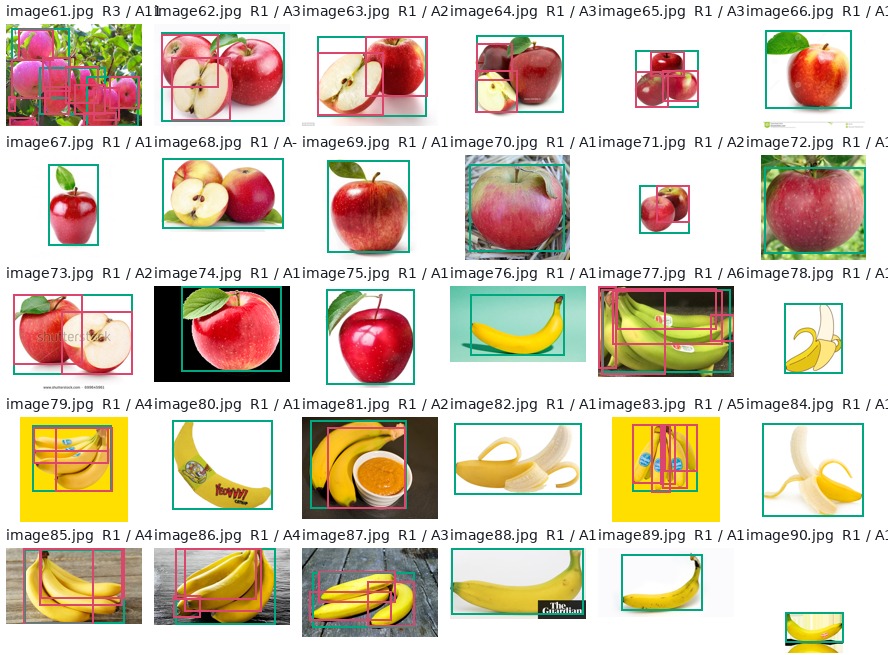 image61.jpg R3 / A11 image62.jpg R1 / A3 image63.jpg R1 / A2 image64.jpg R1 / A3 image65.jpg R1 / A3 image66.jpg R1 / A1
image67.jpg R1 / A1 image68.jpg R1 / A- image69.jpg R1 / A1 image70.jpg R1 / A1 image71.jpg R1 / A2 image72.jpg R1 / A1
image73.jpg R1 / A2 image74.jpg R1 / A1 image75.jpg R1 / A1 image76.jpg R1 / A1 image77.jpg R1 / A6 image78.jpg R1 / A1
shutterstock
image79.jpg R1 / A4 image80.jpg R1 / A1 image81.jpg R1 / A2 image82.jpg R1 / A1 image83.jpg R1 / A5 image84.jpg R1 / A1
image85.jpg R1 / A4 image86.jpg R1 / A4 image87.jpg R1 / A3 image88.jpg R1 / A1 image89.jpg R1 / A1 image90.jpg R1 / A1
The
Guardian